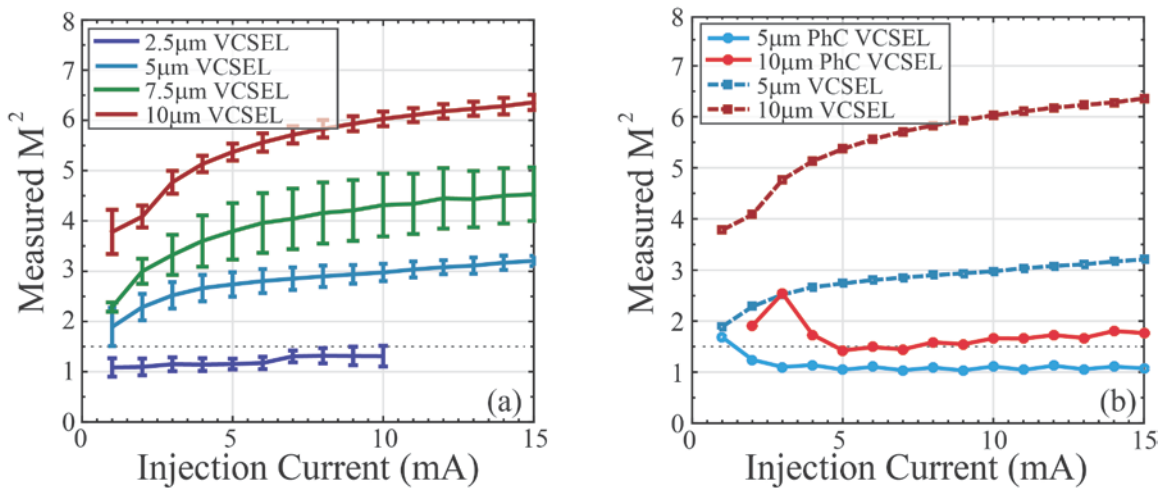 8
7
6
5
4
3
2
1
0
Measured M²
2.5μm VCSEL
5μm VCSEL
7.5μm VCSEL
10μm VCSEL
(a)
0
5
10
15
Injection Current (mA)
8
7
6
5
4
3
2
1
0
Measured M²
5μm PhC VCSEL
10μm PhC VCSEL
5μm VCSEL
10μm VCSEL
(b)
0
5
10
15
Injection Current (mA)